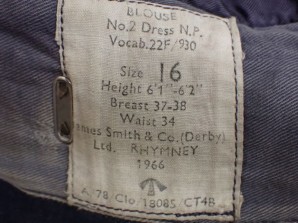 BLOUSE
No.2 Dress N.P.
Vocab.22F/930
Size 16
Height 6'1"-6'2"
Breast 37-38
Waist 34
James Smith & Co.(Derby)
Ltd. RHYMNEY
1966
A 78 Clo 18085 CT4B